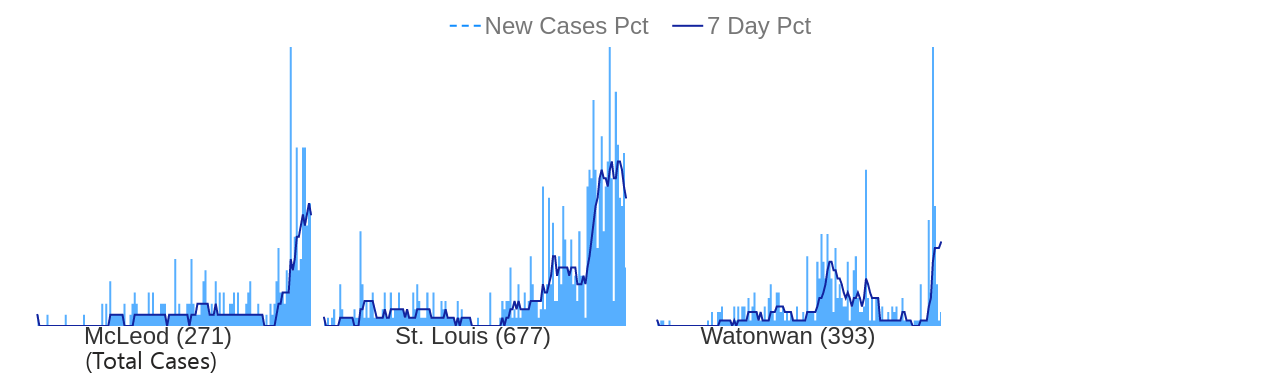 New Cases Pct 7 Day Pct
McLeod (271) St. Louis (677) Watonwan (393)
(Total Cases)